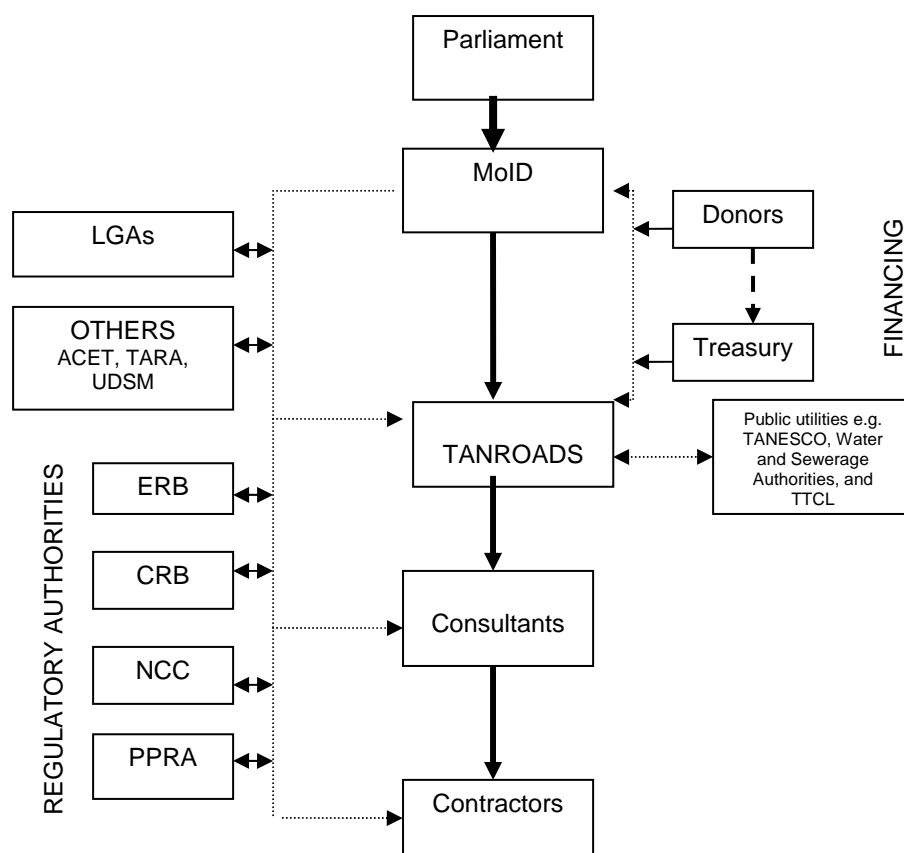 Parliament
MoID
LGAs
Donors
FINANCING
OTHERS
ACET, TARA,
UDSM
Treasury
TANROADS
Public utilities e.g.
TANESCO, Water
and Sewerage
Authorities, and
TTCL
REGULATORY AUTHORITIES
ERB
CRB
Consultants
NCC
PPRA
Contractors